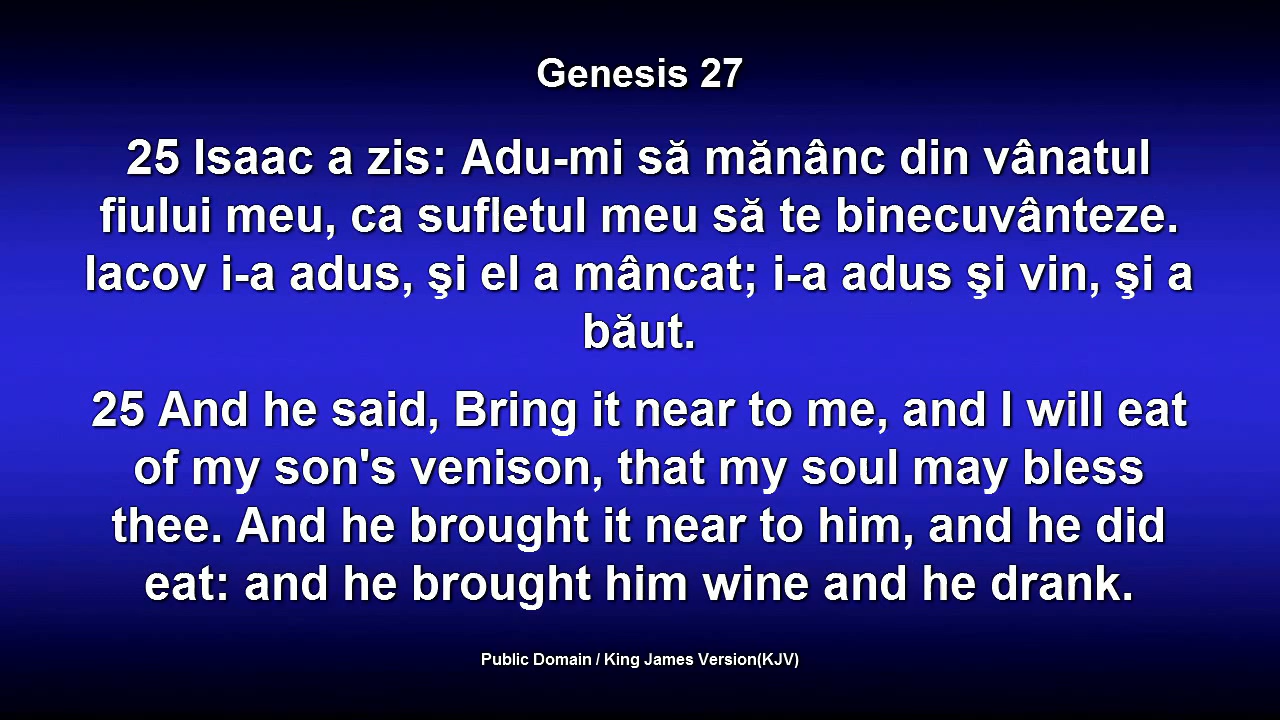 Genesis 27
25 Isaac a zis: Adu-mi să mănânc din vânatul
fiului meu, ca sufletul meu să te binecuvânteze.
Iacov i-a adus, şi el a mâncat; i-a adus şi vin, şi a
băut.
25 And he said, Bring it near to me, and I will eat
of my son's venison, that my soul may bless
thee. And he brought it near to him, and he did
eat: and he brought him wine and he drank.
Public Domain / King James Version(KJV)